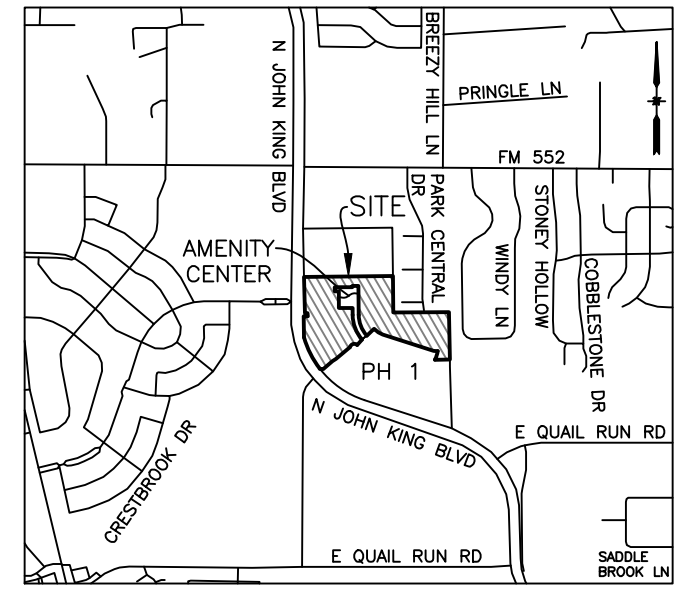 N JOHN KING BLVD
BREEZY HILL LN
PRINGLE LN
FM 552
PARK CENTRAL
DR
SITE
AMENITY
CENTER
WINDY LN
STONEY HOLLOW
COBBLESTONE DR
PH 1
N JOHN KING BLVD
E QUAIL RUN RD
CRESTBROOK DR
E QUAIL RUN RD
SADDLE
BROOK LN